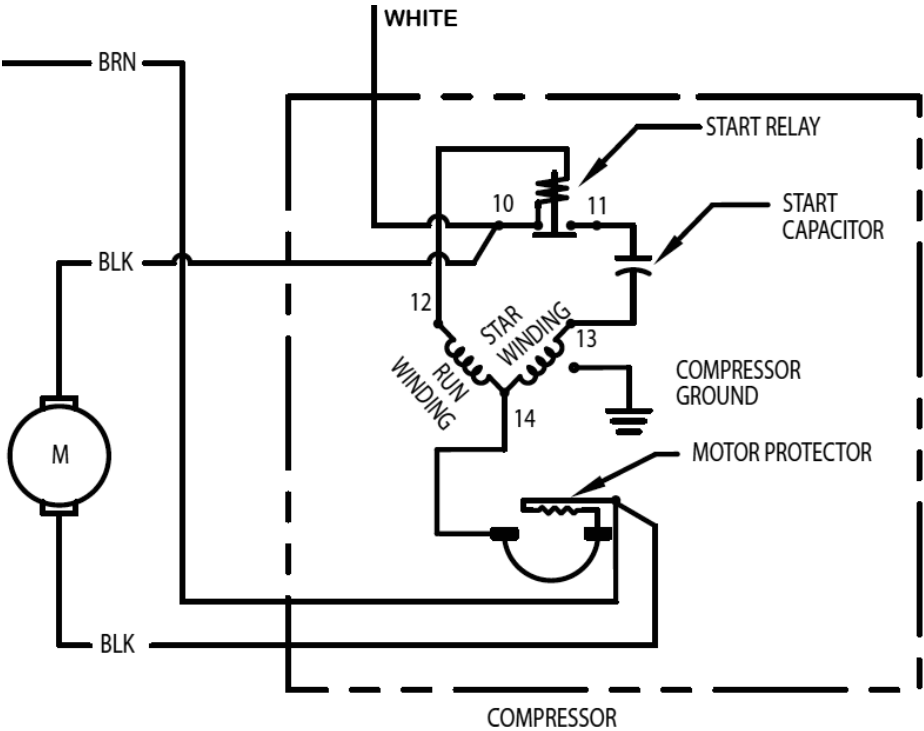 WHITE
BRN
START RELAY
10
11
START
CAPACITOR
BLK
12
STAR
WINDING
13
RUN
WINDING
COMPRESSOR
GROUND
14
M
MOTOR PROTECTOR
BLK
COMPRESSOR